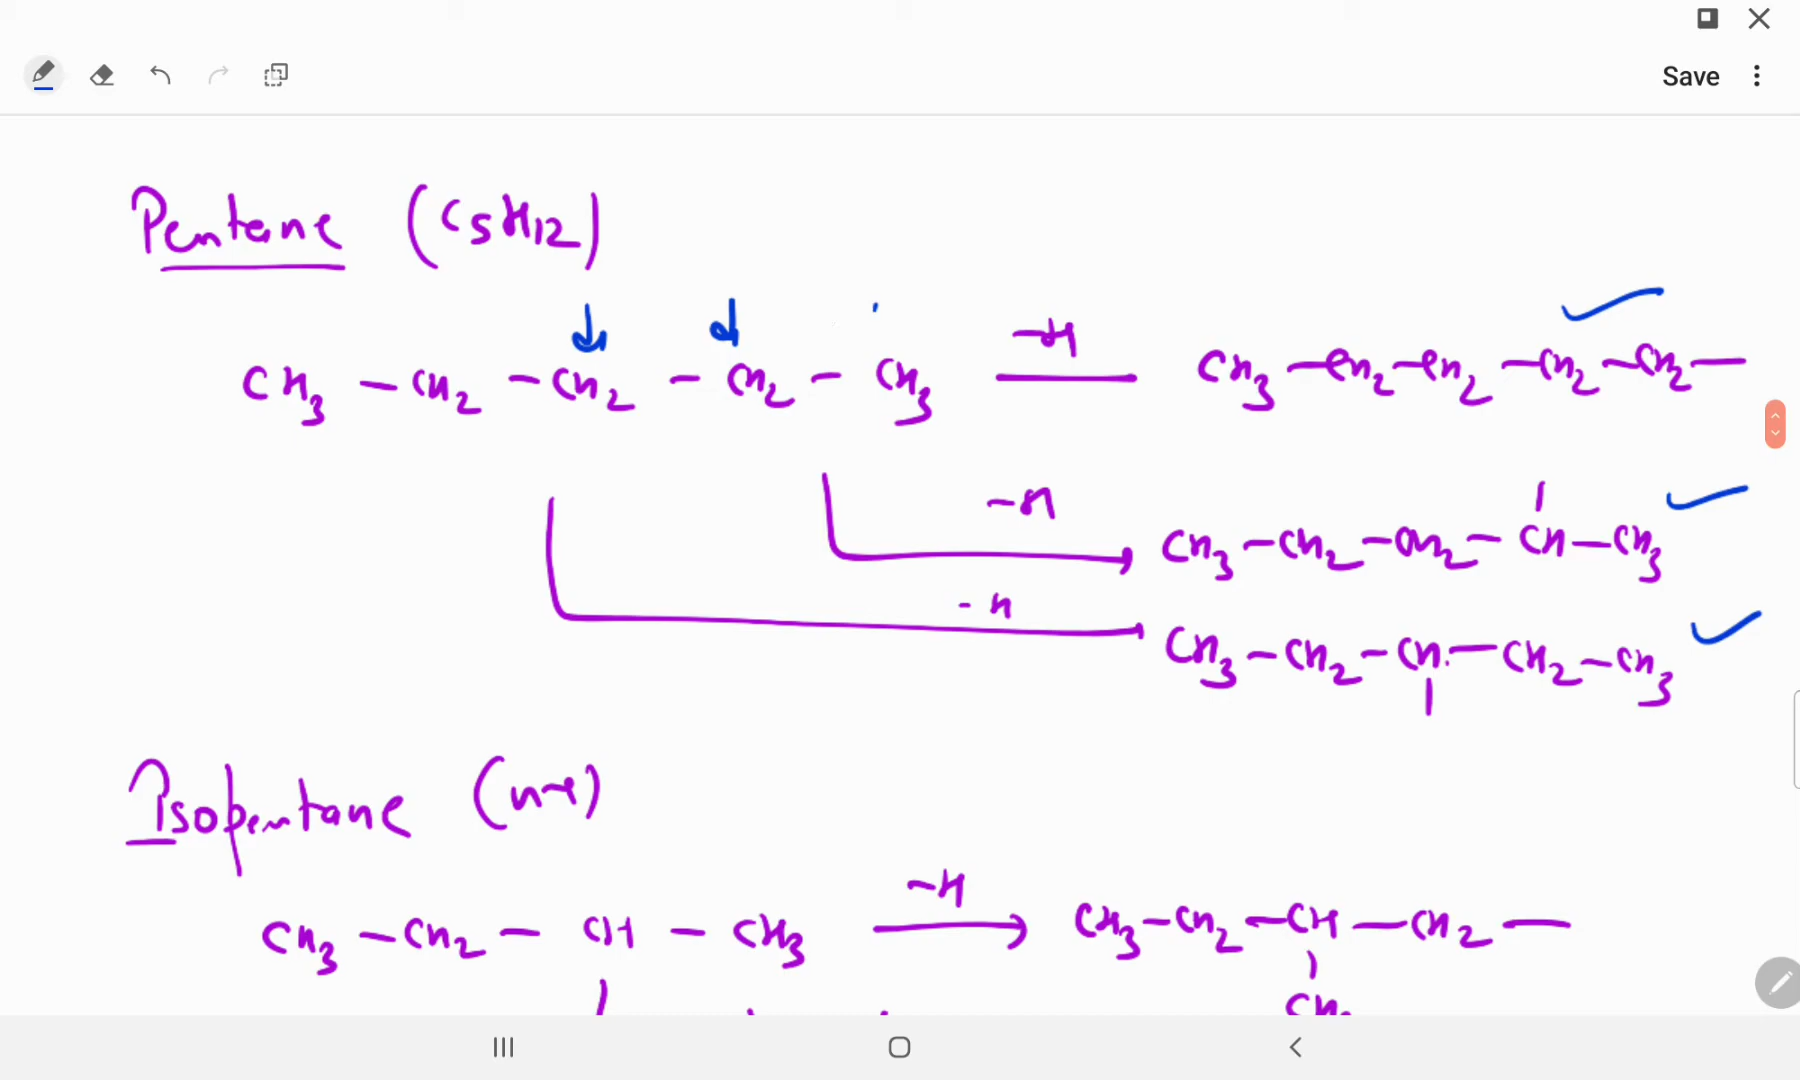 Save
Pentane (C5H12)
CH3 - CH2 - CH2 - CH2 - CH3 -H CH3 - CH2 - CH2 - CH2 - CH2 -
-H
CH3 - CH2 - CH2 - CH - CH3
-H
CH3 - CH2 - CH - CH2 - CH3
Isopentane
-H
CH3 - CH2 - CH - CH3 CH3 - CH2 - CH - CH2 -